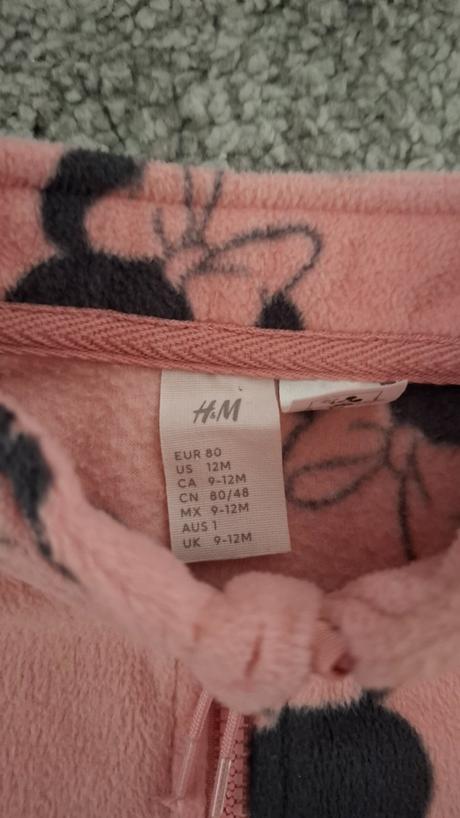 H&M
EUR 80
US 12M
CA 9-12M
CN 80/48
MX 9-12M
AUS 1
UK 9-12M